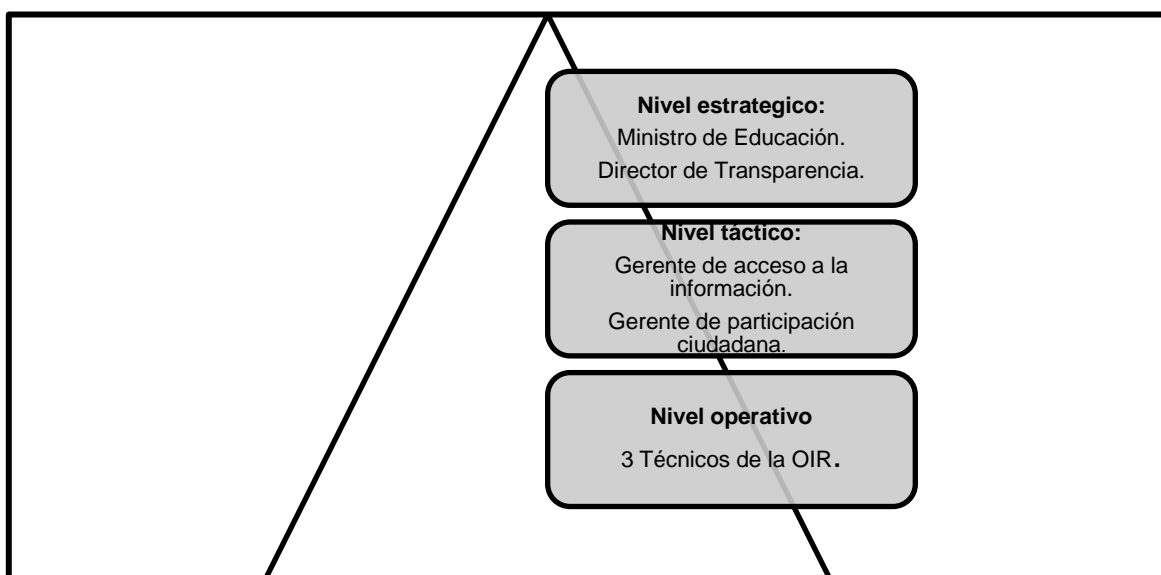 Nivel estrategico:
Ministro de Educación.
Director de Transparencia.
Nivel táctico:
Gerente de acceso a la
información.
Gerente de participación
ciudadana.
Nivel operativo
3 Técnicos de la OIR.